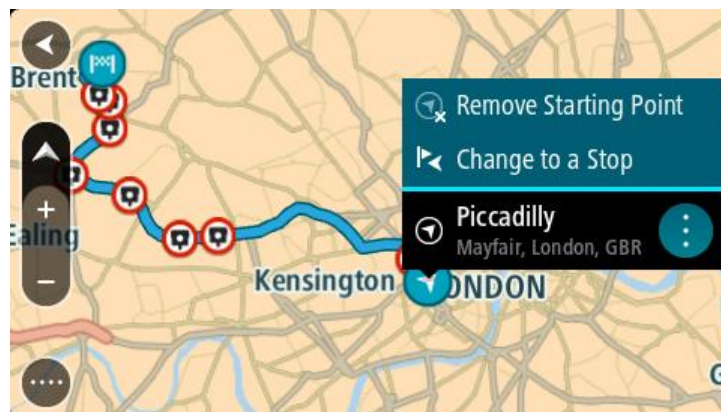 Brent
Remove Starting Point
Change to a Stop
Piccadilly
Mayfair, London, GBR
Ealing
Kensington
ONDON
G